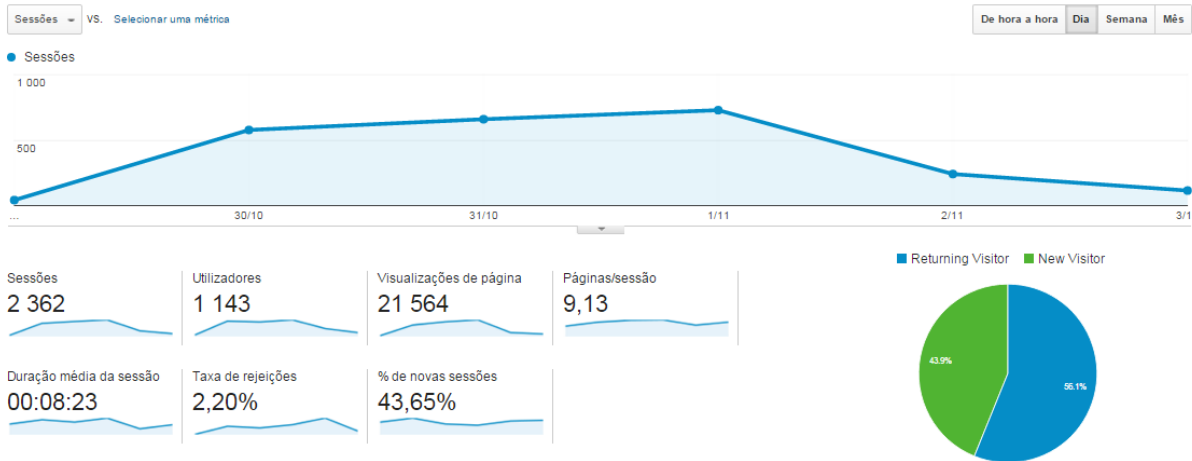 Sessões VS. Selecionar uma métrica De hora a hora Dia Semana Mês
Sessões
1 000
500
... 30/10 31/10 1/11 2/11 3/1
Returning Visitor New Visitor
Sessões Utilizadores Visualizações de página Páginas/sessão
2 362 1 143 21 564 9,13
43.9% 56.1%
Duração média da sessão Taxa de rejeições % de novas sessões
00:08:23 2,20% 43,65%